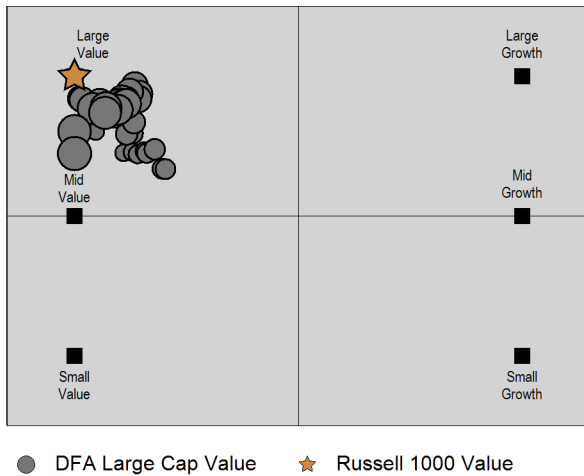 Large
Value
Large
Growth
Mid
Value
Mid
Growth
Small
Value
Small
Growth
DFA Large Cap Value
Russell 1000 Value